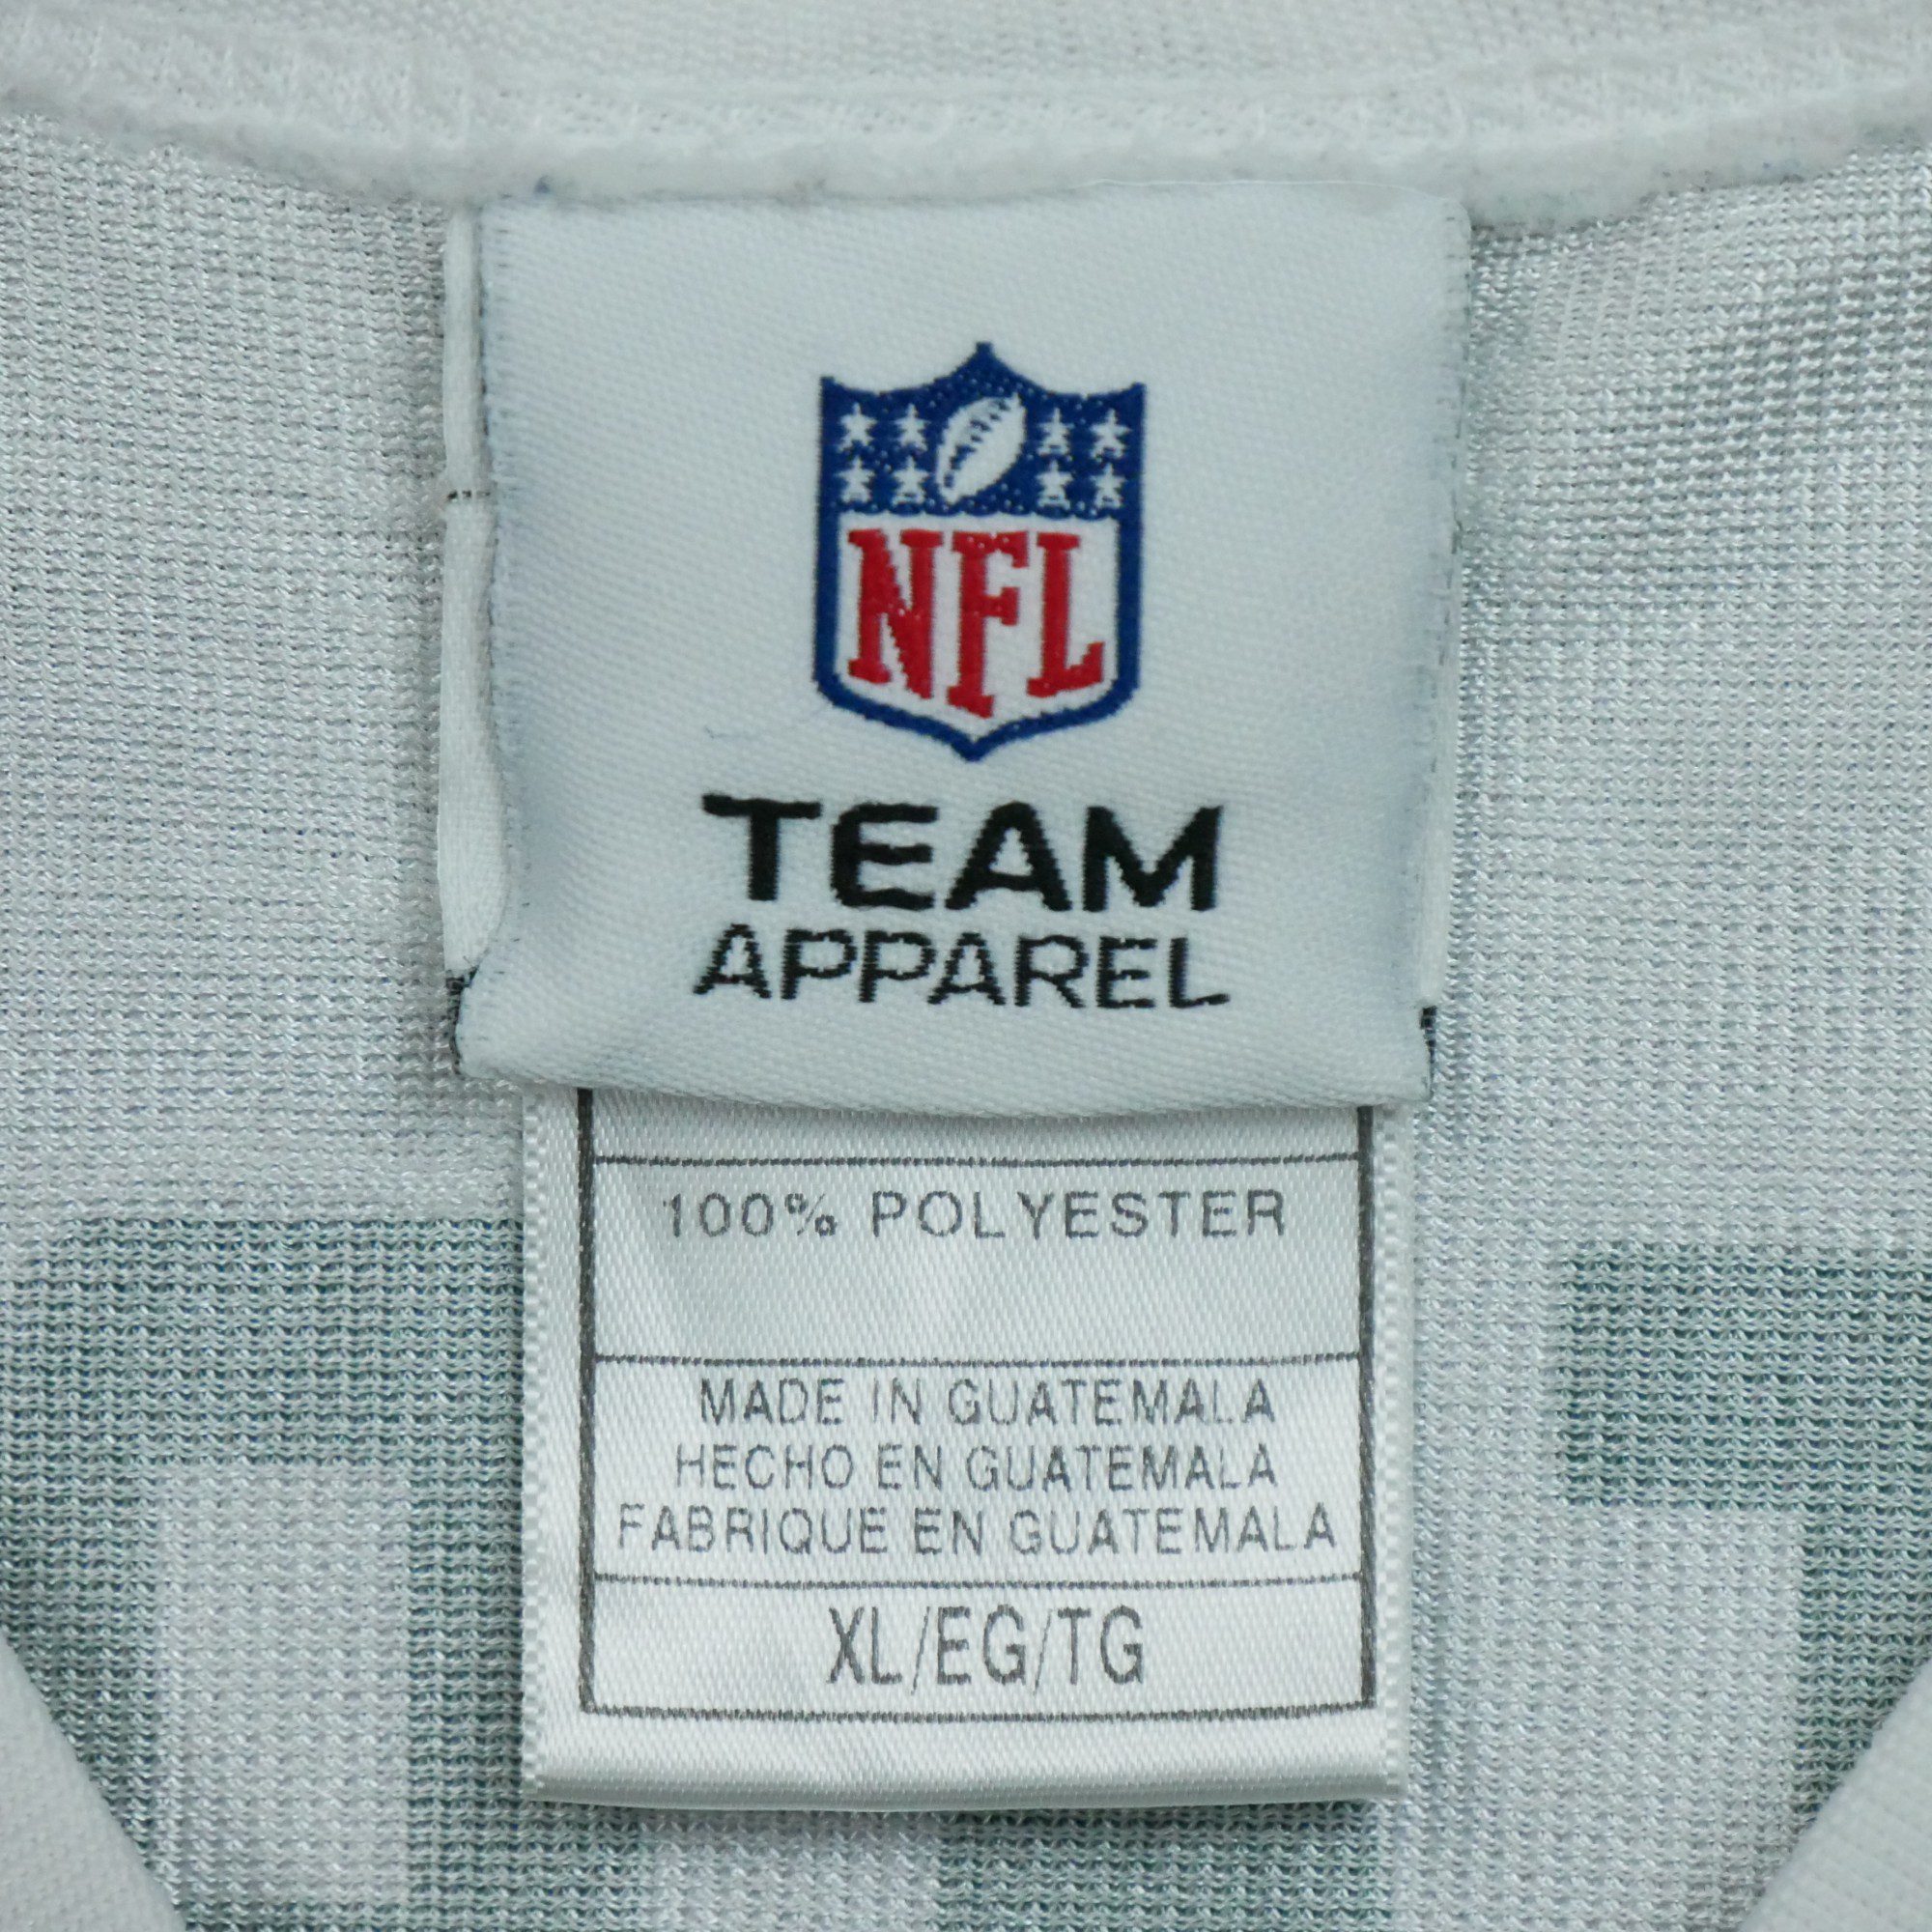 NFL
TEAM
APPAREL
100% POLYESTER
MADE IN GUATEMALA
HECHO EN GUATEMALA
FABRIQUE EN GUATEMALA
XL/EG/TG